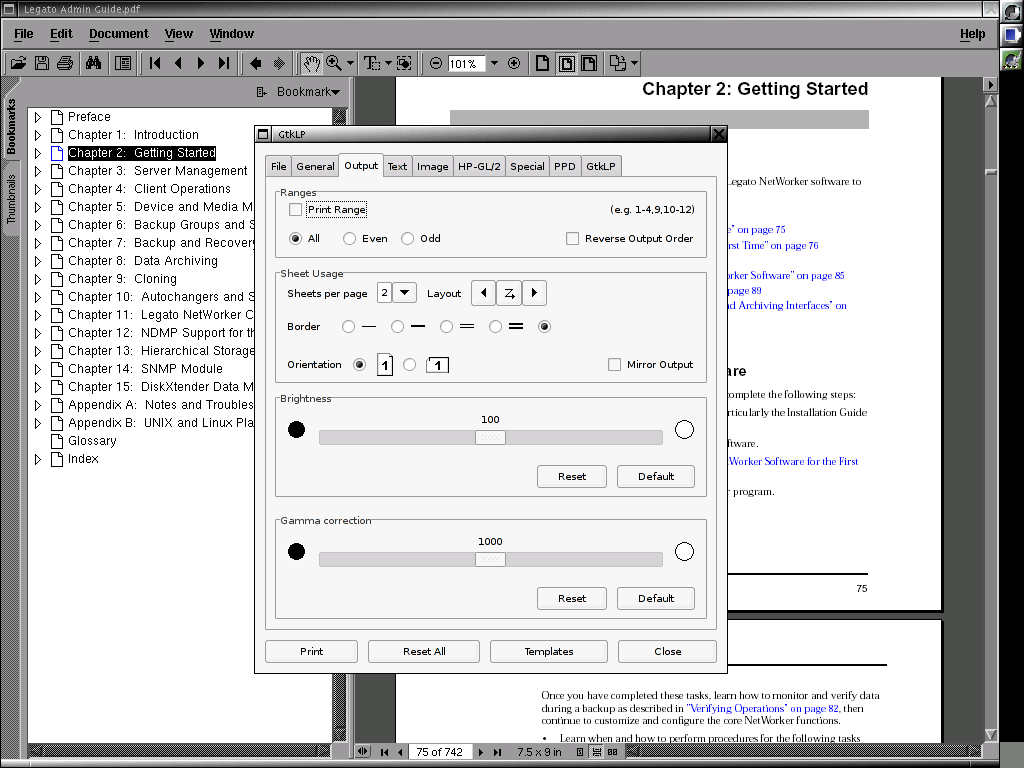 Legato Admin Guide.pdf
File Edit Document View Window Help
101%
Bookmarks
Thumbnails
Bookmark
Preface
Chapter 1: Introduction
Chapter 2: Getting Started
Chapter 3: Server Management
Chapter 4: Client Operations
Chapter 5: Device and Media M
Chapter 6: Backup Groups and S
Chapter 7: Backup and Recovery
Chapter 8: Data Archiving
Chapter 9: Cloning
Chapter 10: Autochangers and S
Chapter 11: Legato NetWorker C
Chapter 12: NDMP Support for th
Chapter 13: Hierarchical Storage
Chapter 14: SNMP Module
Chapter 15: DiskXtender Data M
Appendix A: Notes and Troubles
Appendix B: UNIX and Linux Pla
Glossary
Index
GtkLP
File General Output Text Image HP-GL/2 Special PPD GtkLP
Ranges
Print Range (e.g. 1-4,9,10-12)
All Even Odd Reverse Output Order
Sheet Usage
Sheets per page 2 Layout
Border
Orientation 1 1 Mirror Output
Brightness
100
Reset Default
Gamma correction
1000
Reset Default
Print Reset All Templates Close
Chapter 2: Getting Started
Legato NetWorker software to
e" on page 75
rst Time" on page 76
rker Software" on page 85
page 89
nd Archiving Interfaces" on
are
omplete the following steps:
rticularly the Installation Guide
ftware.
Worker Software for the First
r program.
75
Once you have completed these tasks, learn how to monitor and verify data
during a backup as described in "Verifying Operations" on page 82, then
continue to customize and configure the core NetWorker functions.
• Learn when and how to perform procedures for the following tasks
75 of 742 7.5 x 9 in